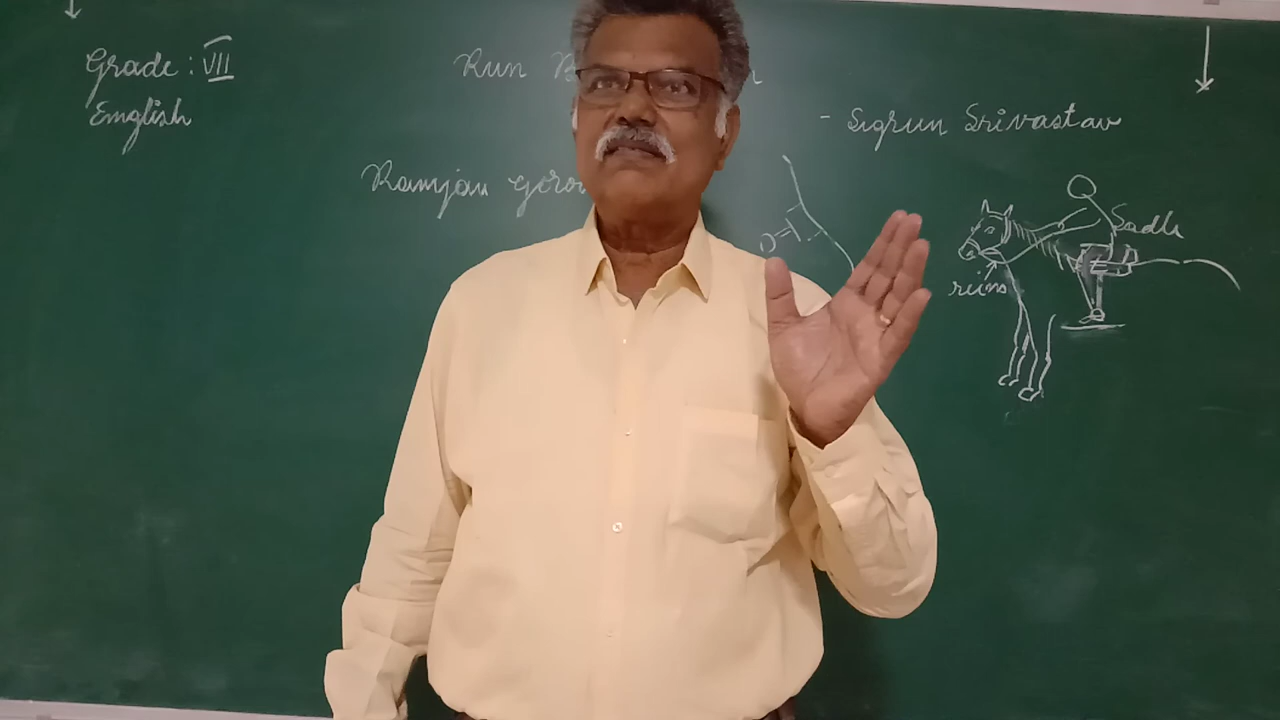 Grade : VII
English
Run
- Sigrun Srivastav
Ramjan
Sadle
reins